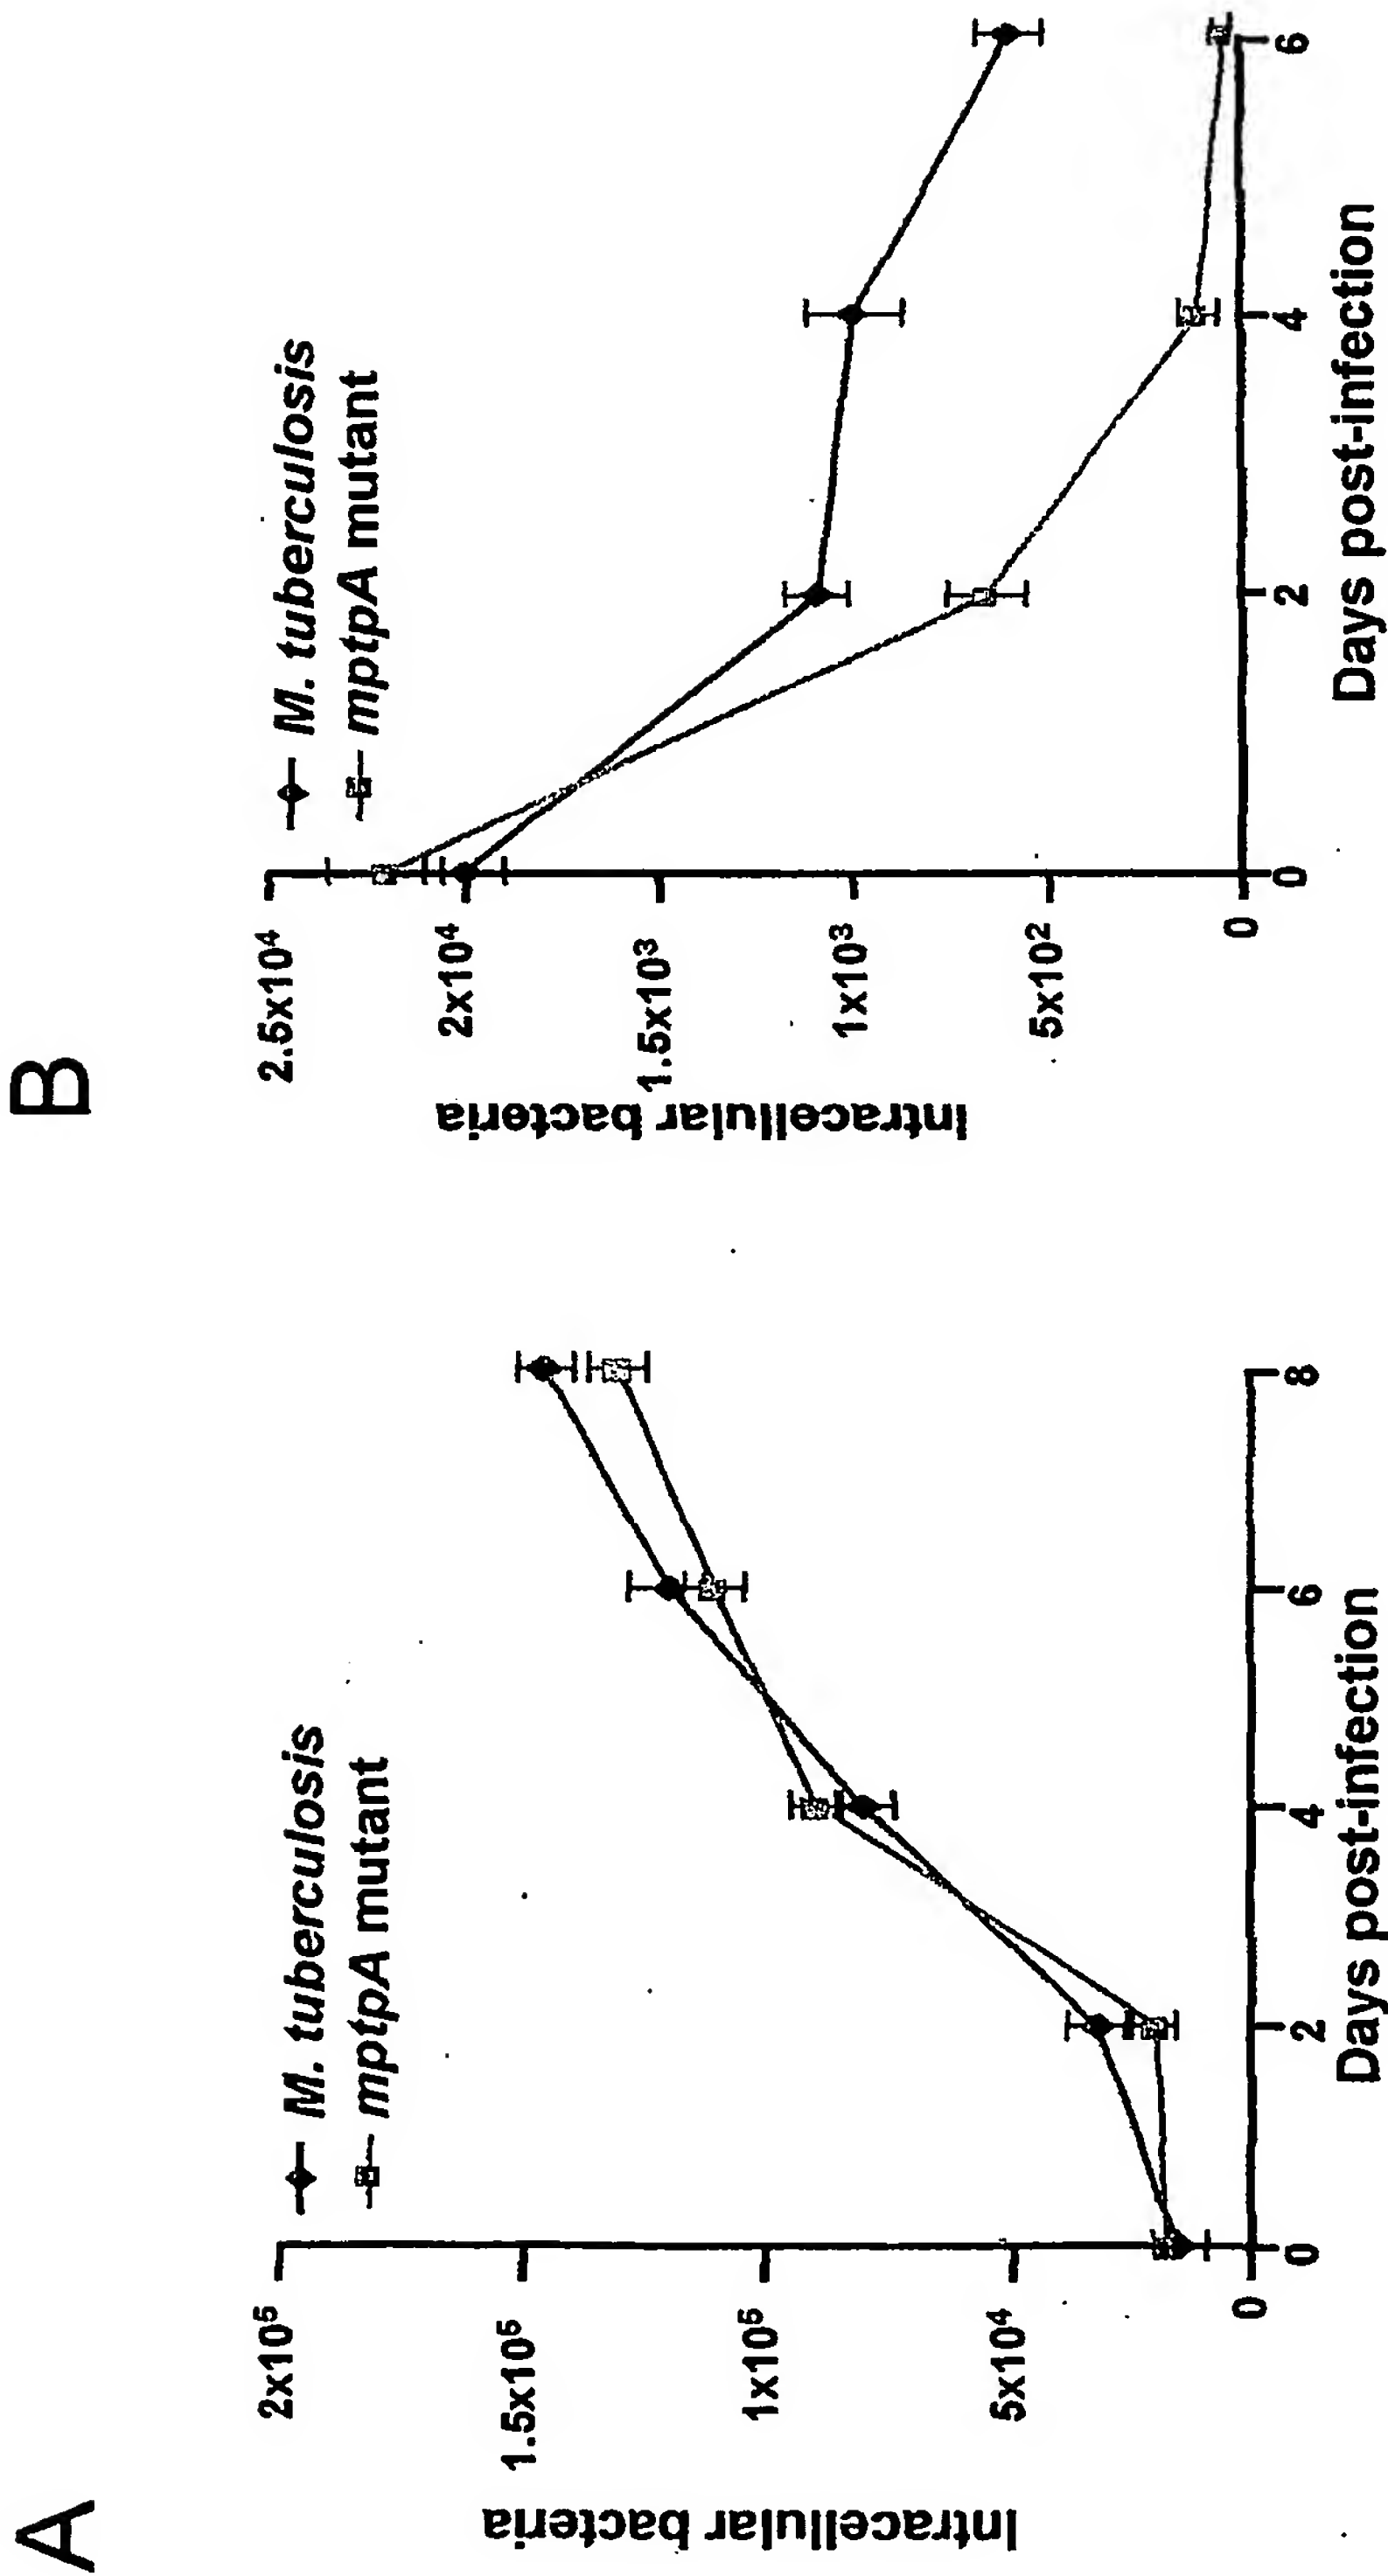 A
M. tuberculosis
mptpA mutant
Intracellular bacteria
2x10⁵
1.5x10⁵
1x10⁵
5x10⁴
0
0 2 4 6 8
Days post-infection
B
M. tuberculosis
mptpA mutant
Intracellular bacteria
2.5x10⁴
2x10⁴
1.5x10³
1x10³
5x10²
0
0 2 4 6
Days post-infection